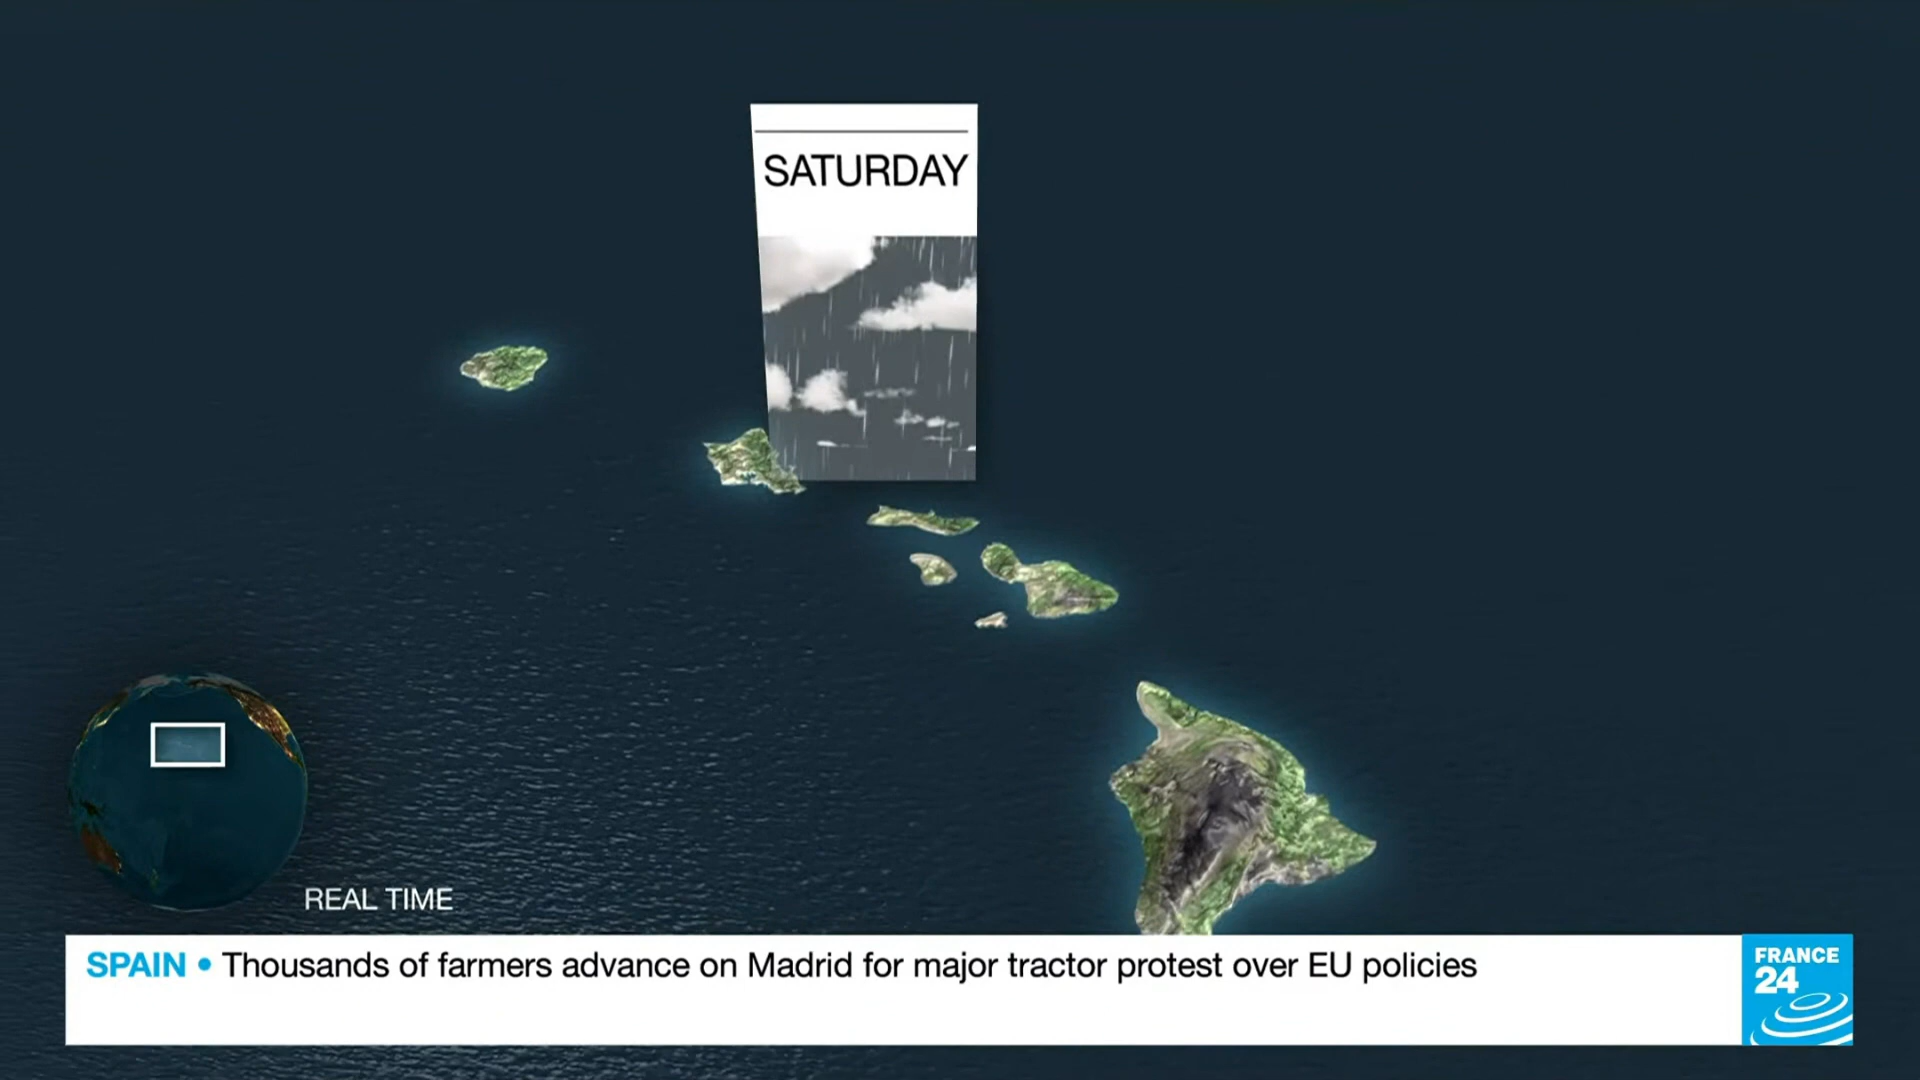 SATURDAY
REAL TIME
SPAIN • Thousands of farmers advance on Madrid for major tractor protest over EU policies
FRANCE
24